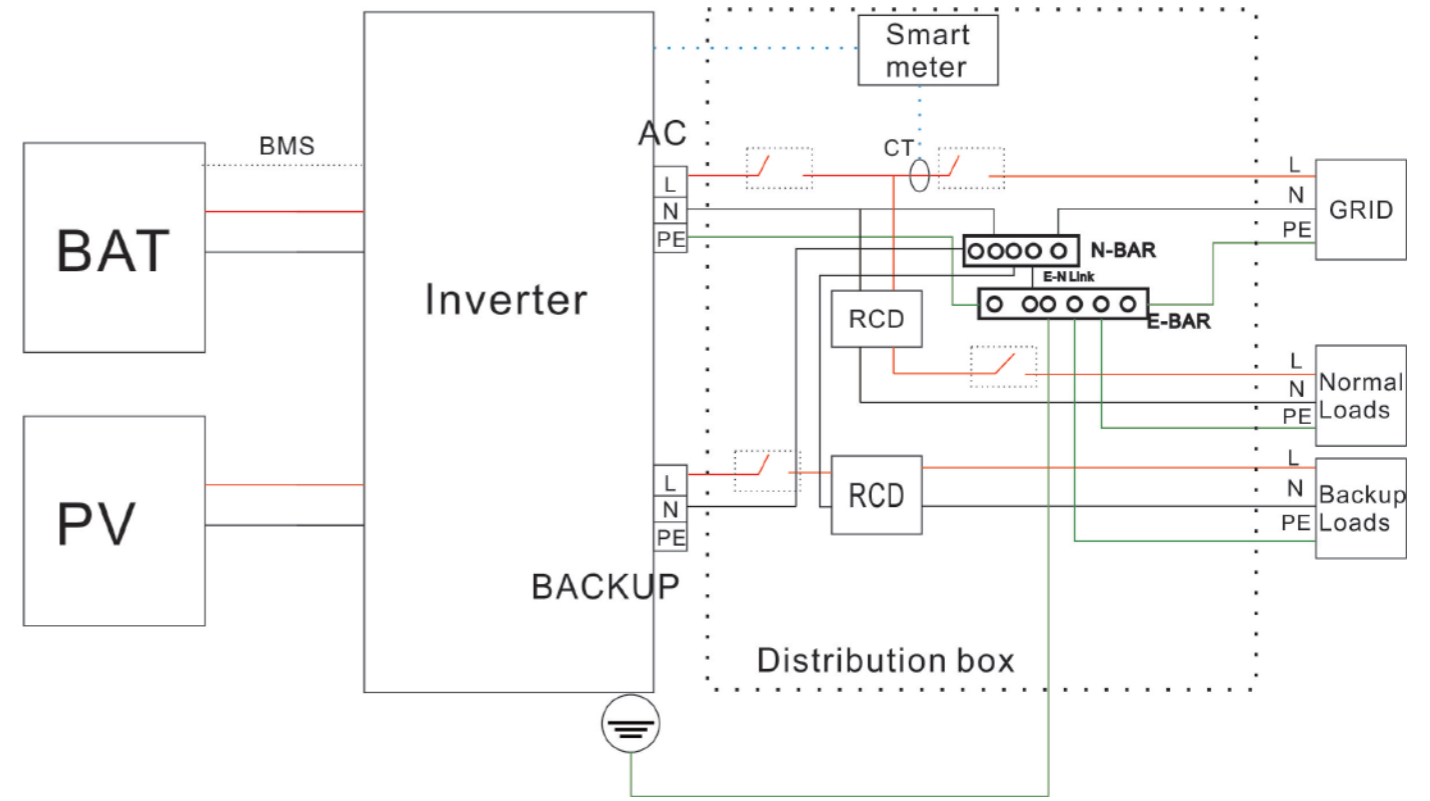 Smart
meter
BMS
AC
CT
L
N
PE
L
N
PE
GRID
BAT
Inverter
N-BAR
E-N Link
E-BAR
RCD
L
N
PE
Normal
Loads
PV
L
N
PE
RCD
L
N
PE
Backup
Loads
BACKUP
Distribution box